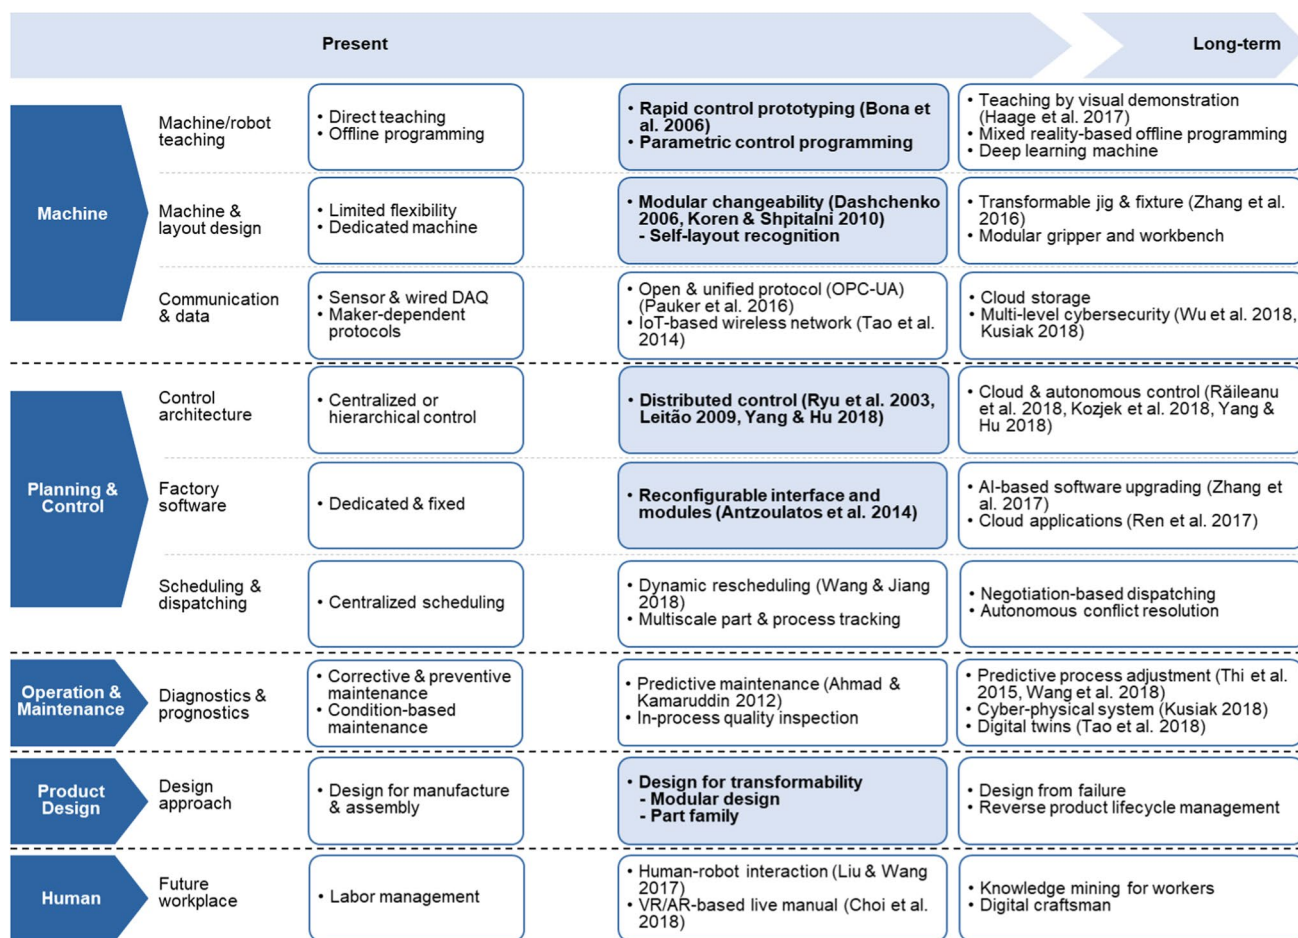 Present
Long-term
Machine
Machine/robot
teaching
• Direct teaching
• Offline programming
• Rapid control prototyping (Bona
et al. 2006)
• Parametric control programming
• Teaching by visual demonstration
(Haage et al. 2017)
• Mixed reality-based offline programming
• Deep learning machine
Machine &
layout design
• Limited flexibility
• Dedicated machine
• Modular changeability (Dashchenko
2006, Koren & Shpitalni 2010)
- Self-layout recognition
• Transformable jig & fixture (Zhang et al.
2016)
• Modular gripper and workbench
Communication
& data
• Sensor & wired DAQ
• Maker-dependent
protocols
• Open & unified protocol (OPC-UA)
(Pauker et al. 2016)
• IoT-based wireless network (Tao et al.
2014)
• Cloud storage
• Multi-level cybersecurity (Wu et al. 2018,
Kusiak 2018)
Planning &
Control
Control
architecture
• Centralized or
hierarchical control
• Distributed control (Ryu et al. 2003,
Leitão 2009, Yang & Hu 2018)
• Cloud & autonomous control (Răileanu
et al. 2018, Kozjek et al. 2018, Yang &
Hu 2018)
Factory
software
• Dedicated & fixed
• Reconfigurable interface and
modules (Antzoulatos et al. 2014)
• AI-based software upgrading (Zhang et
al. 2017)
• Cloud applications (Ren et al. 2017)
Scheduling &
dispatching
• Centralized scheduling
• Dynamic rescheduling (Wang & Jiang
2018)
• Multiscale part & process tracking
• Negotiation-based dispatching
• Autonomous conflict resolution
Operation &
Maintenance
Diagnostics &
prognostics
• Corrective & preventive
maintenance
• Condition-based
maintenance
• Predictive maintenance (Ahmad &
Kamaruddin 2012)
• In-process quality inspection
• Predictive process adjustment (Thi et al.
2015, Wang et al. 2018)
• Cyber-physical system (Kusiak 2018)
• Digital twins (Tao et al. 2018)
Product
Design
Design
approach
• Design for manufacture
& assembly
• Design for transformability
- Modular design
- Part family
• Design from failure
• Reverse product lifecycle management
Human
Future
workplace
• Labor management
• Human-robot interaction (Liu & Wang
2017)
• VR/AR-based live manual (Choi et al.
2018)
• Knowledge mining for workers
• Digital craftsman